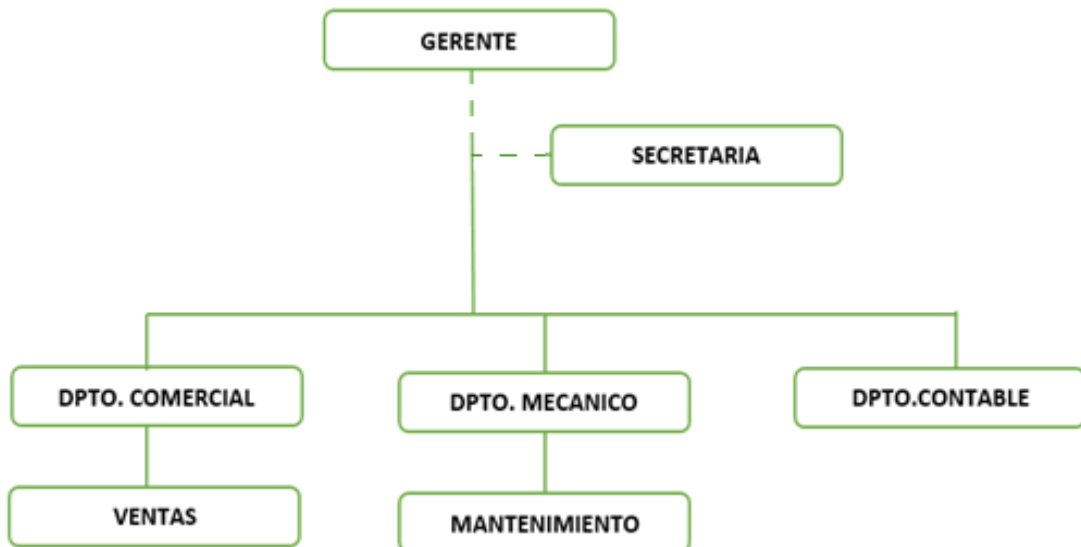 GERENTE
SECRETARIA
DPTO. COMERCIAL
DPTO. MECANICO
DPTO.CONTABLE
VENTAS
MANTENIMIENTO